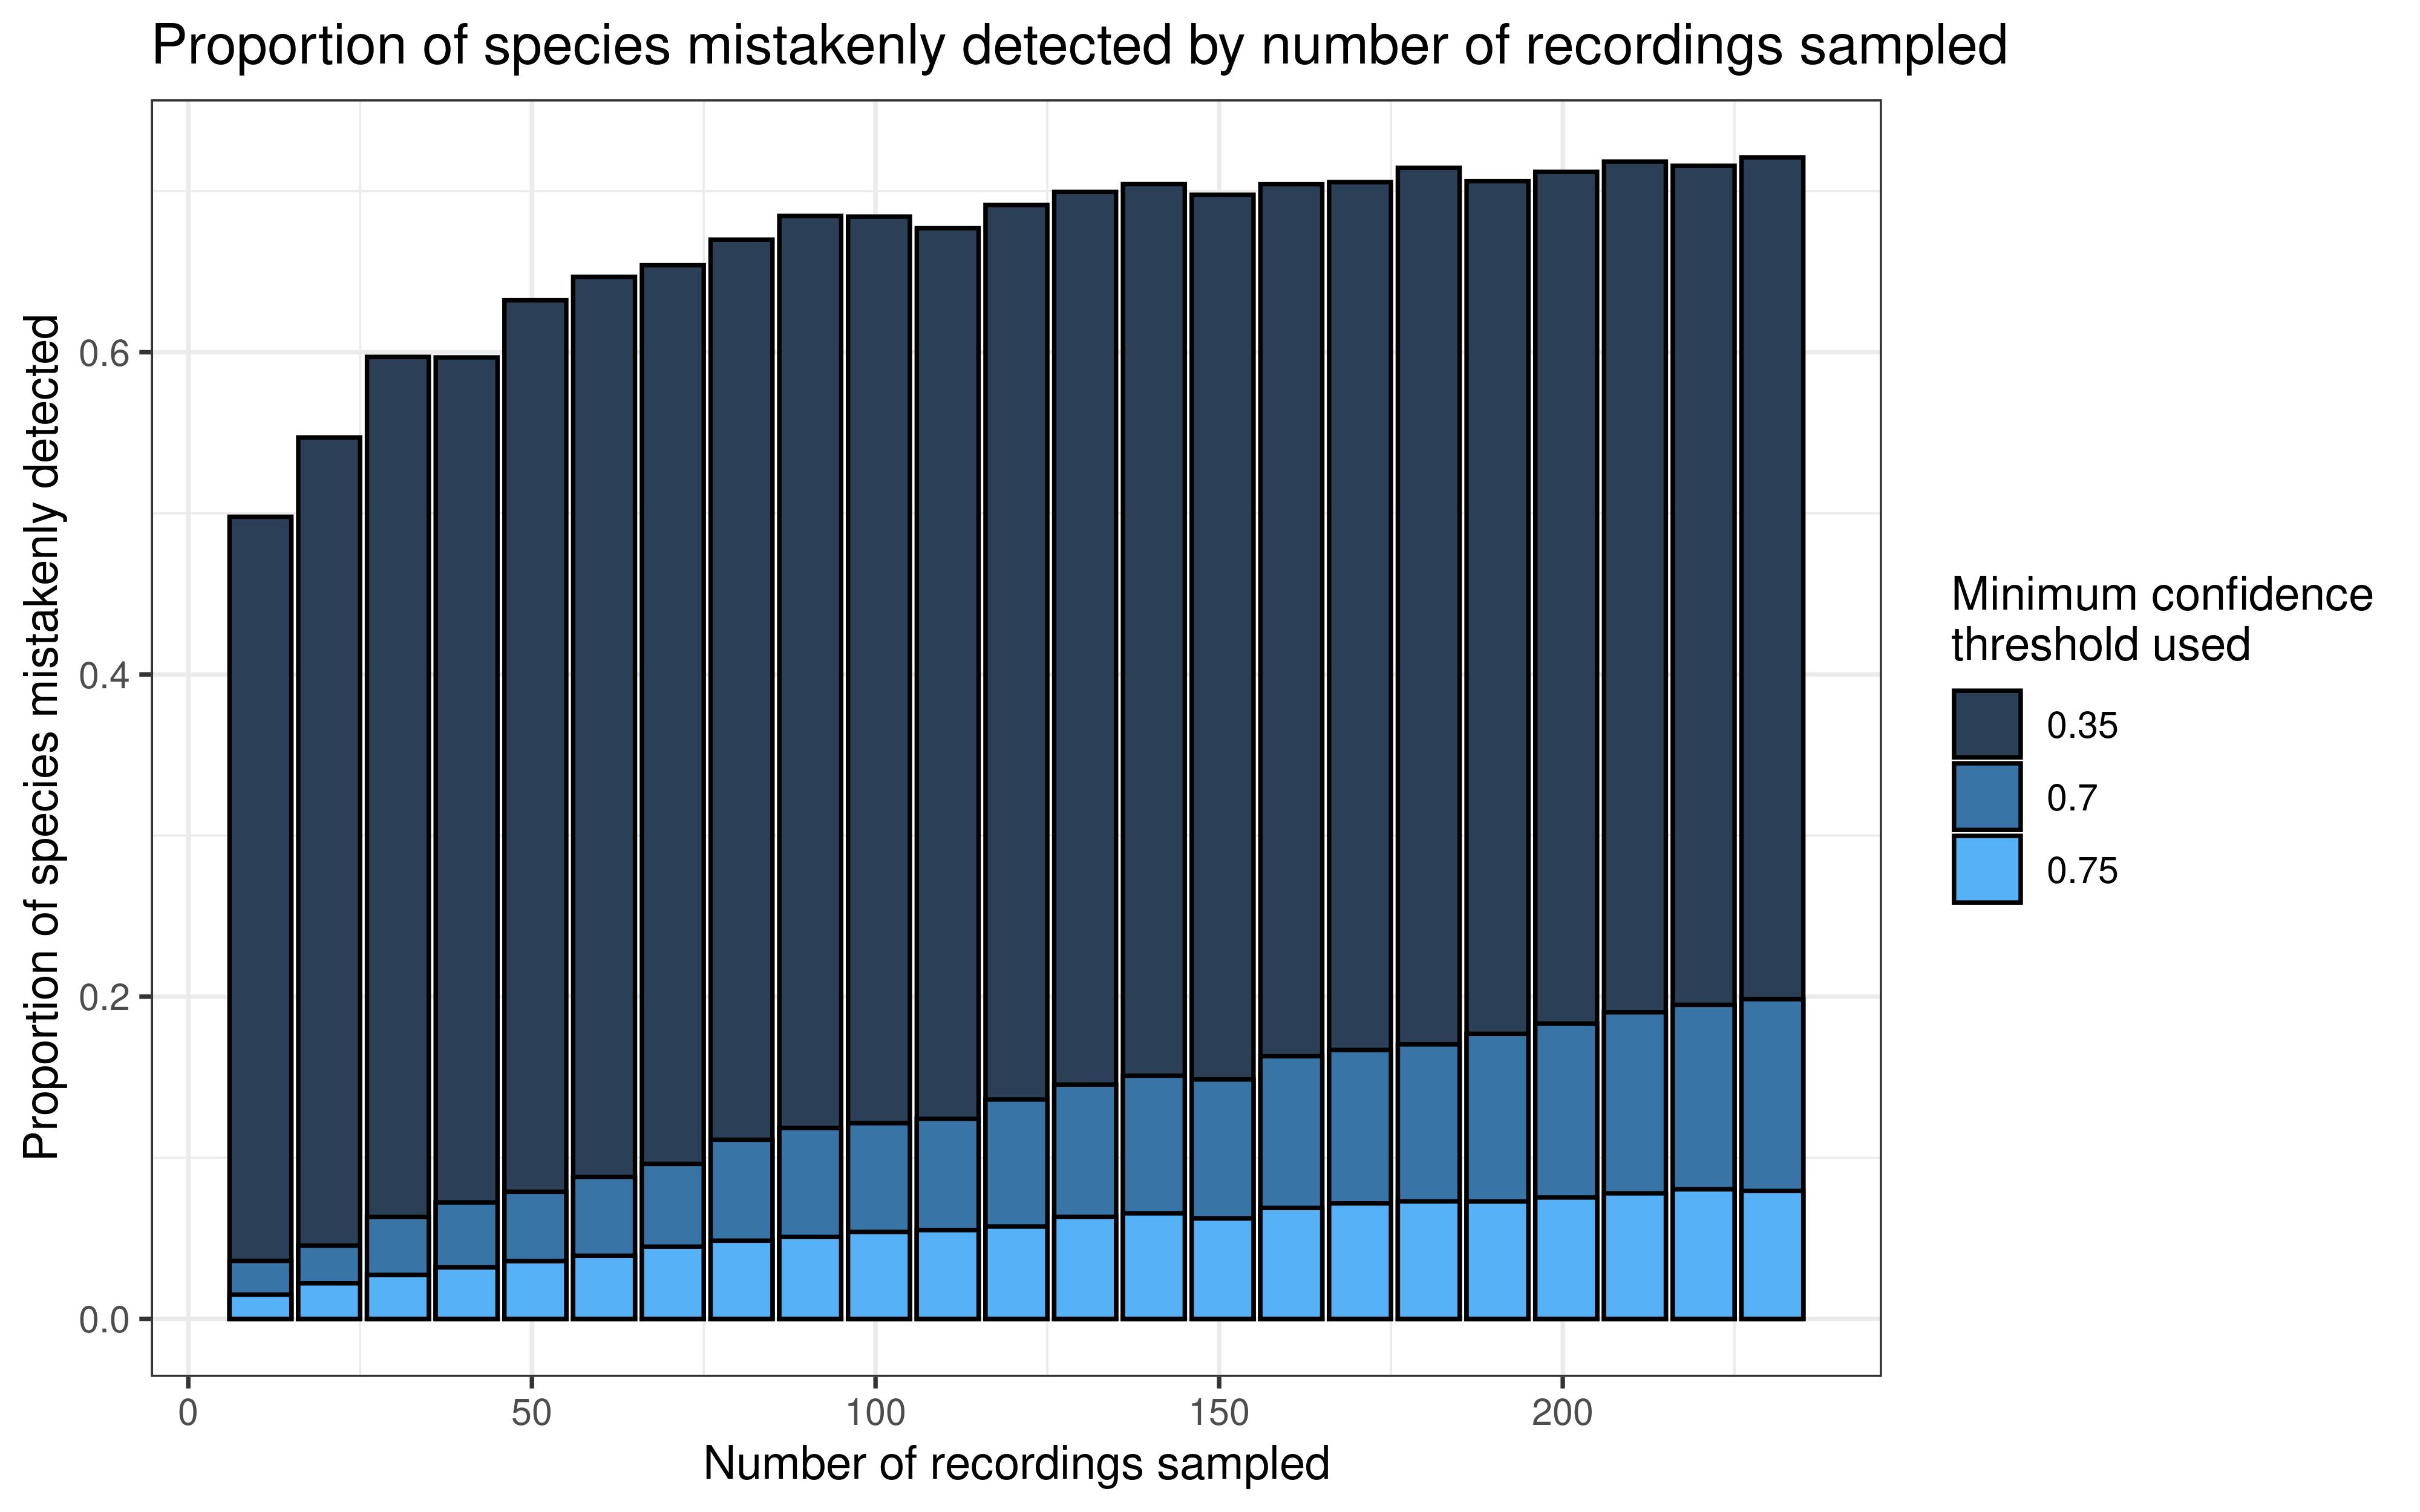 Proportion of species mistakenly detected by number of recordings sampled
Proportion of species mistakenly detected
0.6
0.4
0.2
0.0
0
50
100
150
200
Number of recordings sampled
Minimum confidence
threshold used
0.35
0.7
0.75